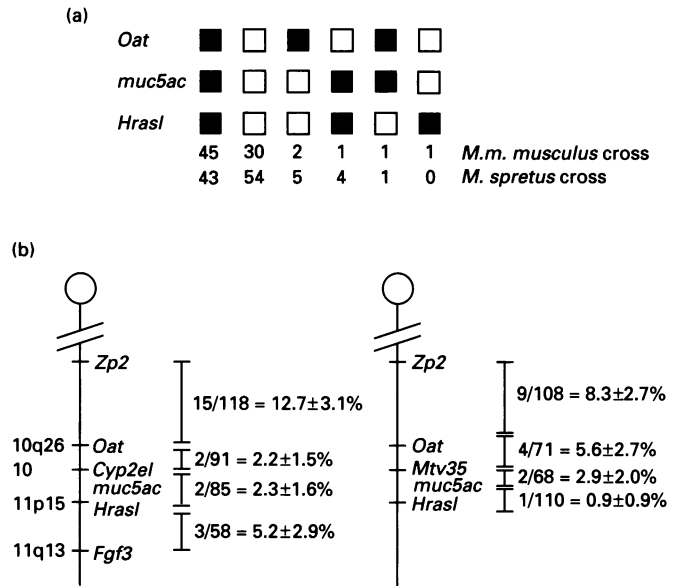 (a)
Oat
muc5ac
Hrasl
45 30 2 1 1 1 M.m. musculus cross
43 54 5 4 1 0 M. spretus cross
(b)
Zp2
15/118 = 12.7±3.1%
10q26 Oat
2/91 = 2.2±1.5%
10 Cyp2el
muc5ac
2/85 = 2.3±1.6%
11p15 Hrasl
3/58 = 5.2±2.9%
11q13 Fgf3
Zp2
9/108 = 8.3±2.7%
Oat
4/71 = 5.6±2.7%
Mtv35
2/68 = 2.9±2.0%
muc5ac
1/110 = 0.9±0.9%
Hrasl